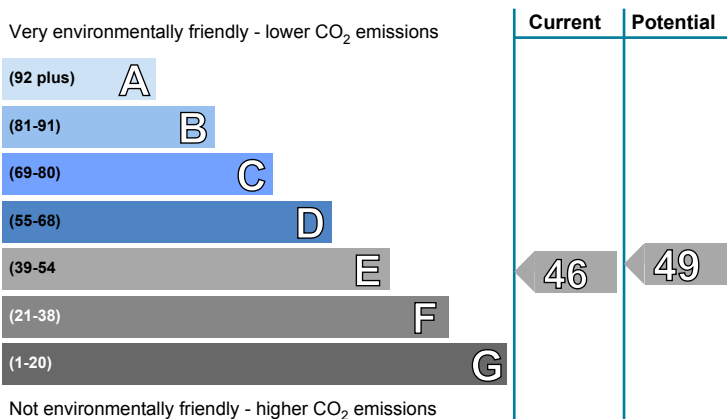 Very environmentally friendly - lower CO2 emissions
Current
Potential
(92 plus) A
(81-91) B
(69-80) C
(55-68) D
(39-54 E
46
49
(21-38) F
(1-20) G
Not environmentally friendly - higher CO2 emissions